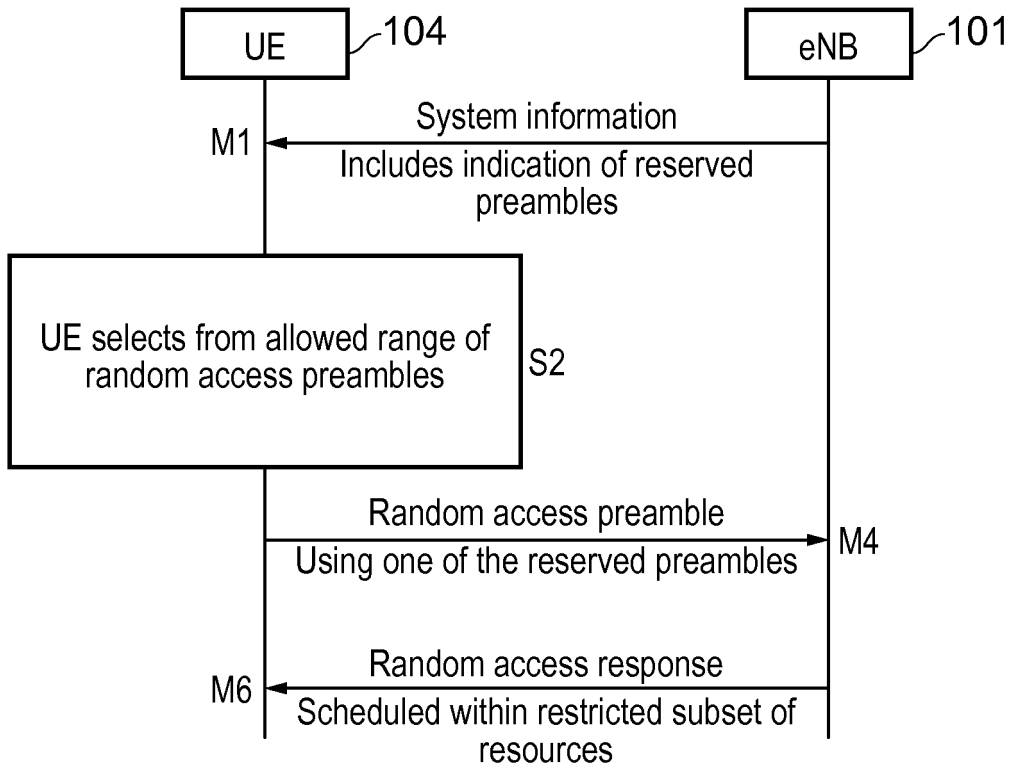 UE
104
eNB
101
System information
M1
Includes indication of reserved
preambles
UE selects from allowed range of
random access preambles
S2
Random access preamble
M4
Using one of the reserved preambles
Random access response
M6
Scheduled within restricted subset of
resources